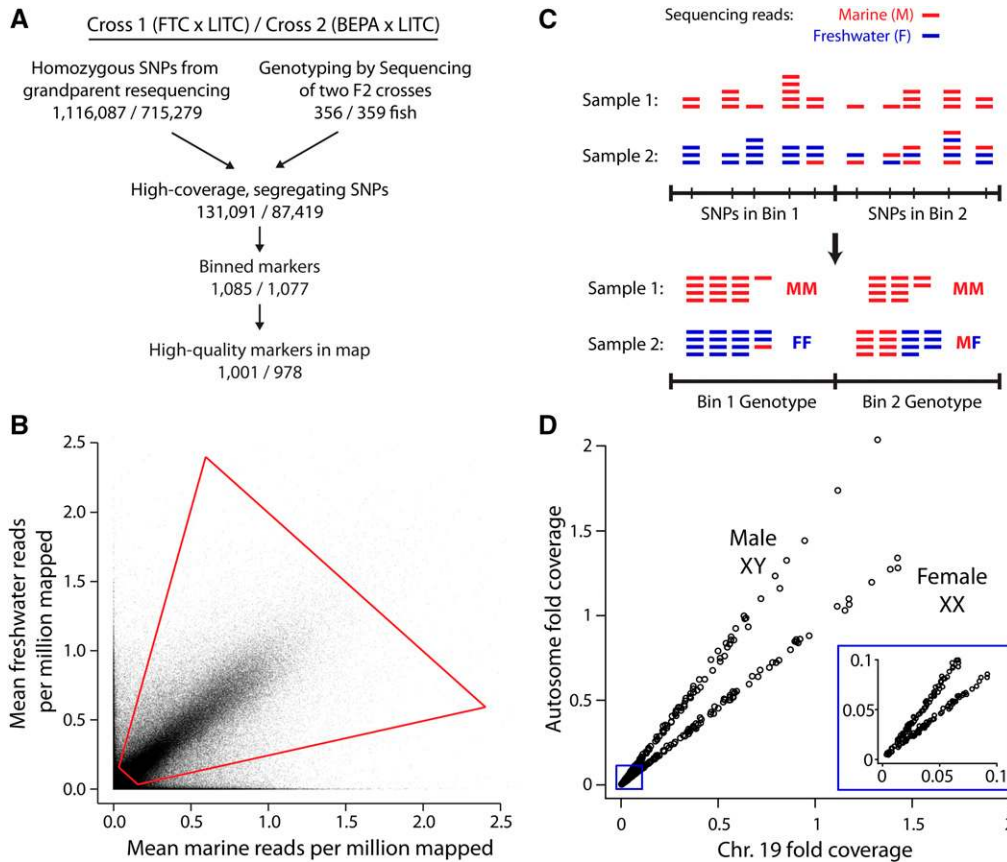 A
Cross 1 (FTC x LITC) / Cross 2 (BEPA x LITC)
Homozygous SNPs from
grandparent resequencing
1,116,087 / 715,279
Genotyping by Sequencing
of two F2 crosses
356 / 359 fish
High-coverage, segregating SNPs
131,091 / 87,419
Binned markers
1,085 / 1,077
High-quality markers in map
1,001 / 978
C
Sequencing reads:
Marine (M)
Freshwater (F)
Sample 1:
Sample 2:
SNPs in Bin 1
SNPs in Bin 2
Sample 1:
MM
MM
Sample 2:
FF
MF
Bin 1 Genotype
Bin 2 Genotype
B
Mean freshwater reads
per million mapped
2.5
2.0
1.5
1.0
0.5
0.0
0.0
0.5
1.0
1.5
2.0
2.5
Mean marine reads per million mapped
D
Autosome fold coverage
2
1.5
1
0.5
0
Male
XY
Female
XX
0.1
0.05
0
0
0.05
0.1
0
0.5
1
1.5
2
Chr. 19 fold coverage